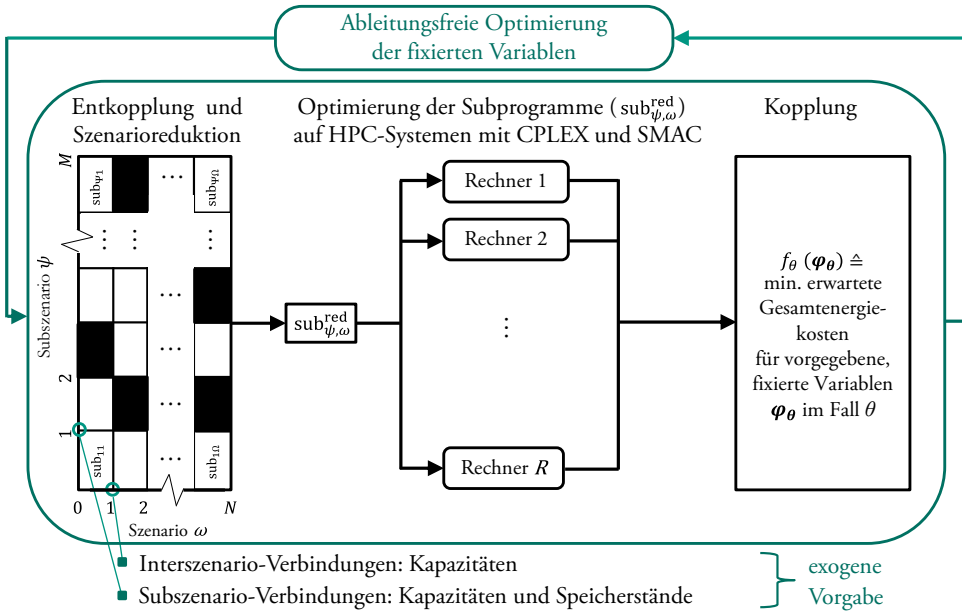 Ableitungsfreie Optimierung
der fixierten Variablen
Entkopplung und
Szenarioreduktion
Optimierung der Subprogramme (sub^red_ψ,ω)
auf HPC-Systemen mit CPLEX und SMAC
Kopplung
M
sub_Ψ1
⋯
sub_ΨΩ
⋮ ⋮ ⋮
Subszenario ψ
⋯
⋯
2
⋯
1
sub_11
⋯
sub_1Ω
0 1 2 N
Szenario ω
sub^red_ψ,ω
Rechner 1
Rechner 2
⋮
Rechner R
f_θ (φ_θ) ≙
min. erwartete
Gesamtenergie-
kosten
für vorgegebene,
fixierte Variablen
φ_θ im Fall θ
Interszenario-Verbindungen: Kapazitäten
Subszenario-Verbindungen: Kapazitäten und Speicherstände
exogene
Vorgabe